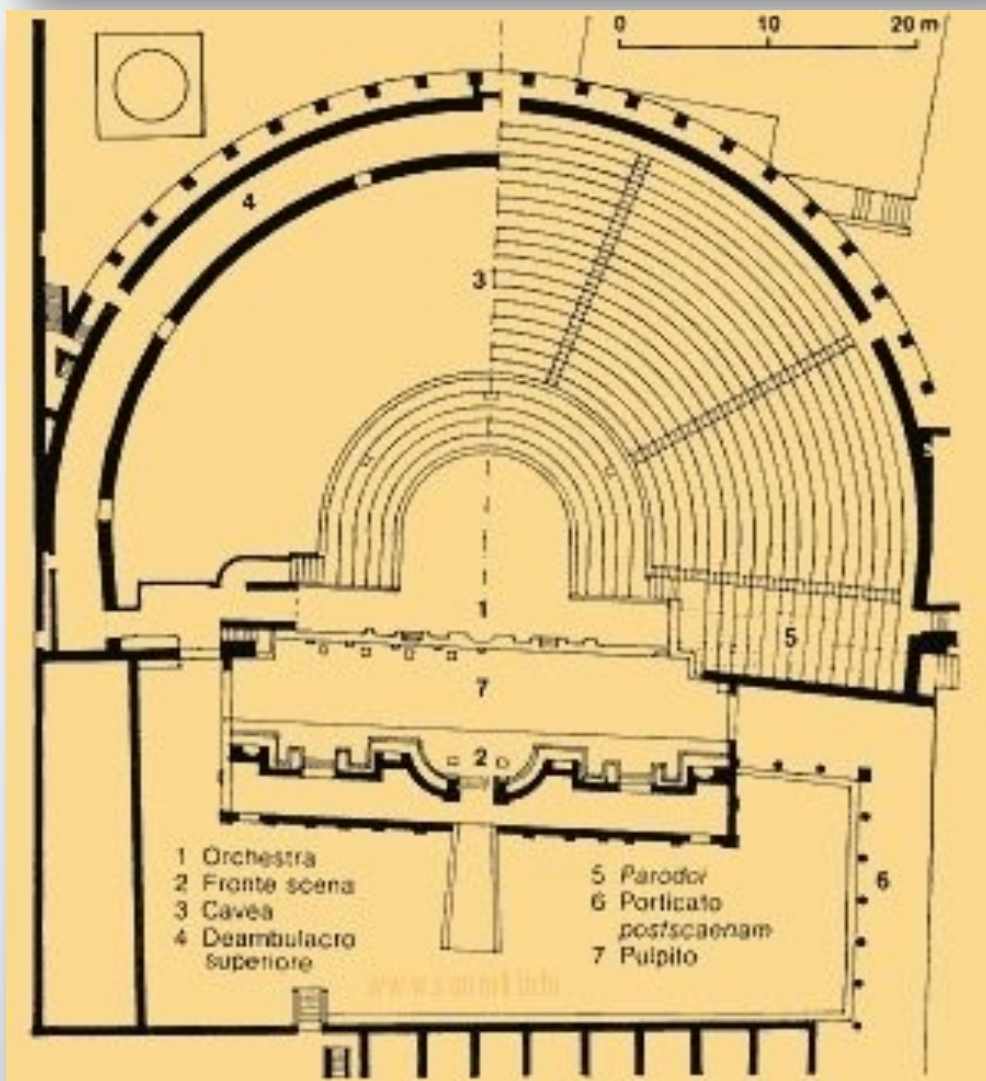 0 10 20 m
4
3
1
5
7
2
6
1 Orchestra
2 Fronte scena
3 Cavea
4 Deambulacro
superiore
5 Parodoi
6 Porticato
postscaenam
7 Pulpito